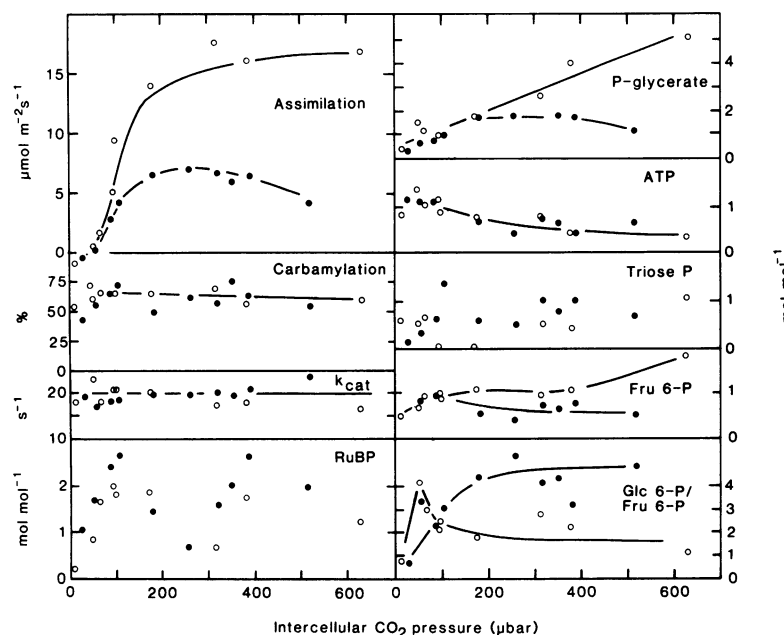 15
10
5
0
μmol m⁻²s⁻¹
Assimilation
75
50
25
0
%
Carbamylation
20
10
s⁻¹
kcat
2
1
0
mol mol⁻¹
RuBP
0 200 400 600
P-glycerate
4
2
0
ATP
1
0
Triose P
1
0
Fru 6-P
1
0
Glc 6-P/
Fru 6-P
5
4
3
2
1
0
0 200 400 600
Intercellular CO₂ pressure (μbar)